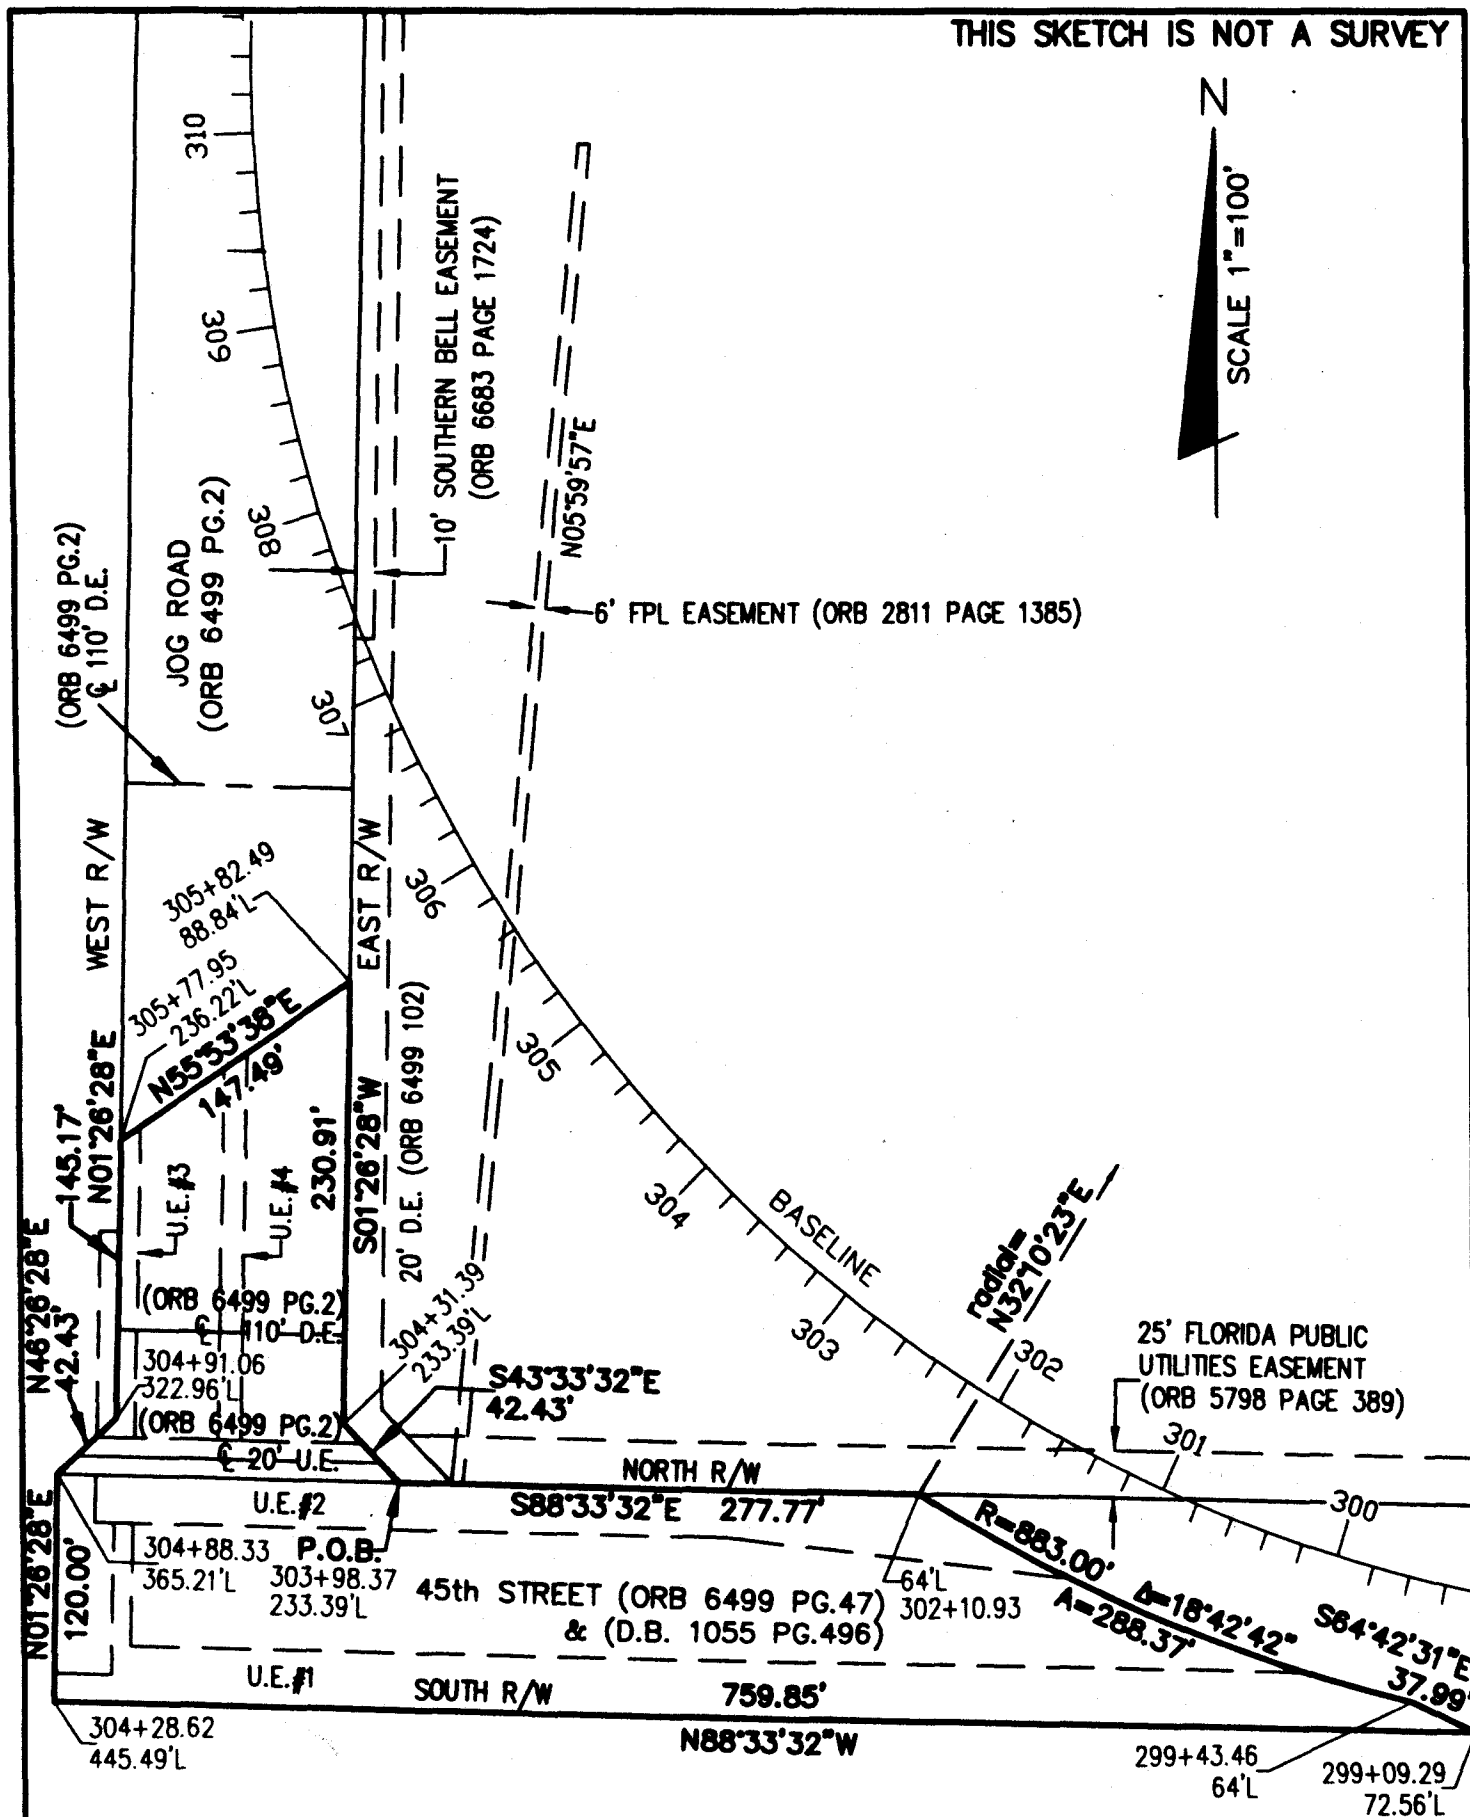 THIS SKETCH IS NOT A SURVEY
N
SCALE 1"=100'
310
309
308
307
306
305
304
303
302
301
300
BASELINE
10' SOUTHERN BELL EASEMENT
(ORB 6683 PAGE 1724)
N05°59'57"E
6' FPL EASEMENT (ORB 2811 PAGE 1385)
JOG ROAD
(ORB 6499 PG.2)
(ORB 6499 PG.2)
℄ 110' D.E.
WEST R/W
EAST R/W
305+82.49
88.84'L
305+77.95
236.22'L
N55°53'38"E
147.49'
145.17'
N01°26'28"E
230.91'
S01°26'28"W
20' D.E. (ORB 6499 102)
U.E.#3
U.E.#4
N46°26'28"E
42.43'
(ORB 6499 PG.2)
℄ 110' D.E.
304+91.06
322.96'L
(ORB 6499 PG.2)
℄ 20' U.E.
304+31.39
233.39'L
S43°33'32"E
42.43'
radial=
N32°10'23"E
25' FLORIDA PUBLIC
UTILITIES EASEMENT
(ORB 5798 PAGE 389)
NORTH R/W
S88°33'32"E 277.77'
U.E.#2
N01°26'28"E
120.00'
304+88.33
365.21'L
P.O.B.
303+98.37
233.39'L
45th STREET (ORB 6499 PG.47)
& (D.B. 1055 PG.496)
64'L
302+10.93
R=883.00'
Δ=18°42'42"
A=288.37'
S64°42'31"E
37.99'
U.E.#1
SOUTH R/W
759.85'
N88°33'32"W
304+28.62
445.49'L
299+43.46
64'L
299+09.29
72.56'L